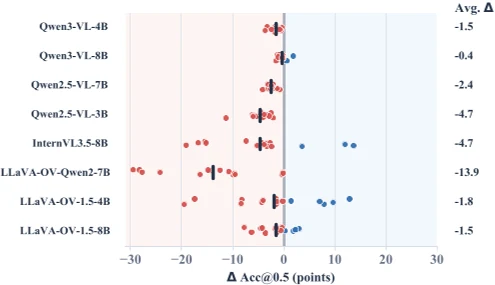 Avg. Δ
Qwen3-VL-4B -1.5
Qwen3-VL-8B -0.4
Qwen2.5-VL-7B -2.4
Qwen2.5-VL-3B -4.7
InternVL3.5-8B -4.7
LLaVA-OV-Qwen2-7B -13.9
LLaVA-OV-1.5-4B -1.8
LLaVA-OV-1.5-8B -1.5
−30 −20 −10 0 10 20 30
Δ Acc@0.5 (points)